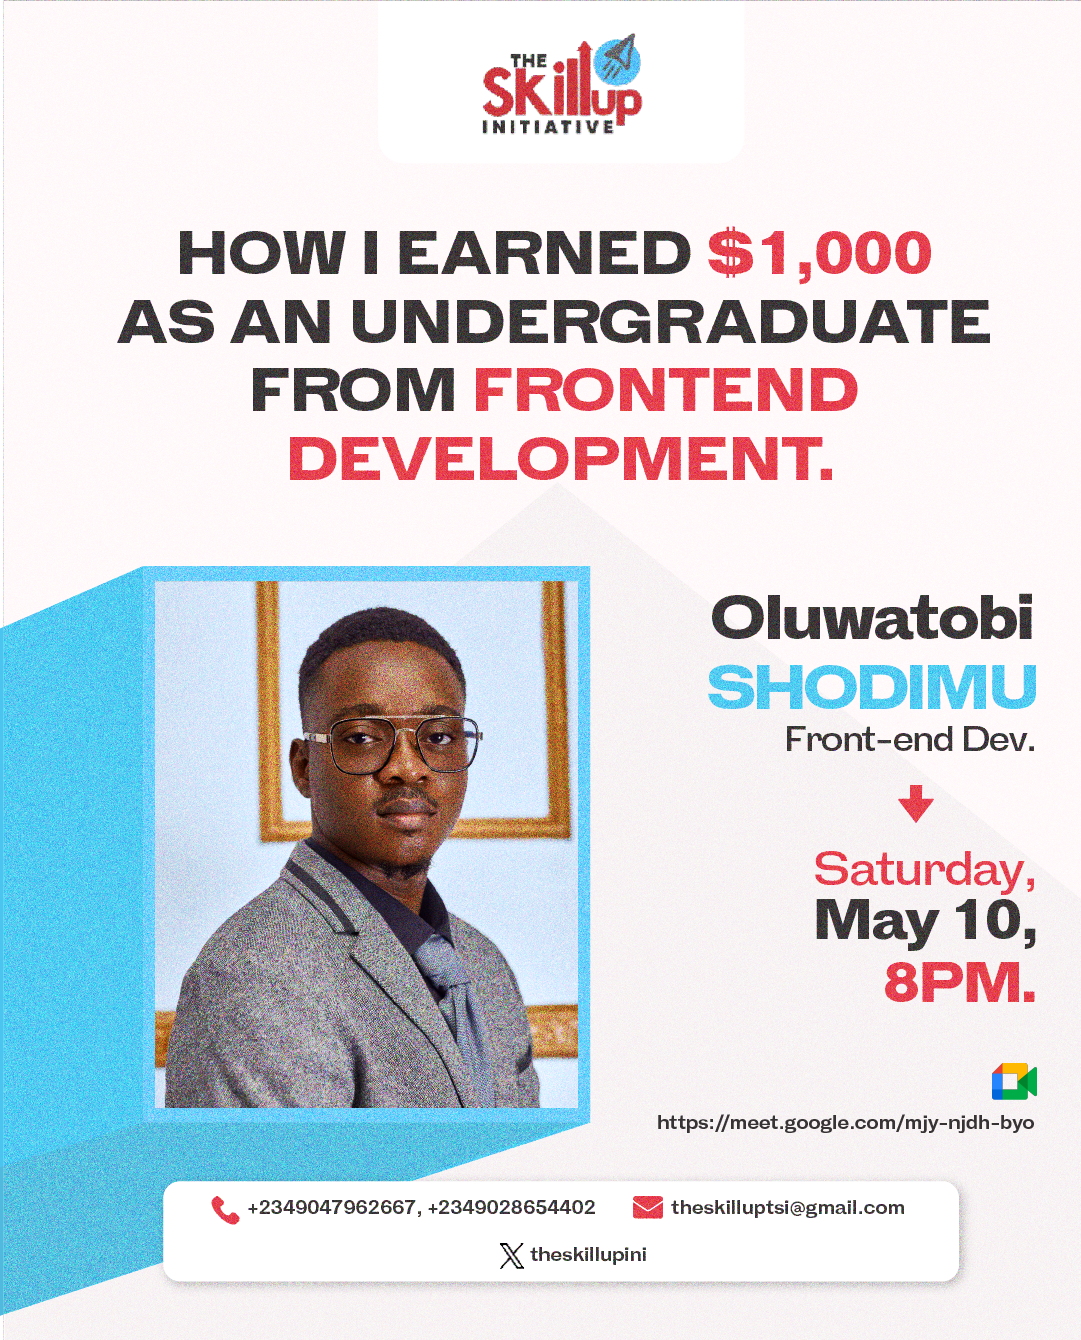 THE
Skillup
INITIATIVE
HOW I EARNED $1,000
AS AN UNDERGRADUATE
FROM FRONTEND
DEVELOPMENT.
Oluwatobi
SHODIMU
Front-end Dev.
Saturday,
May 10,
8PM.
https://meet.google.com/mjy-njdh-byo
+2349047962667, +2349028654402 theskilluptsi@gmail.com
theskillupini